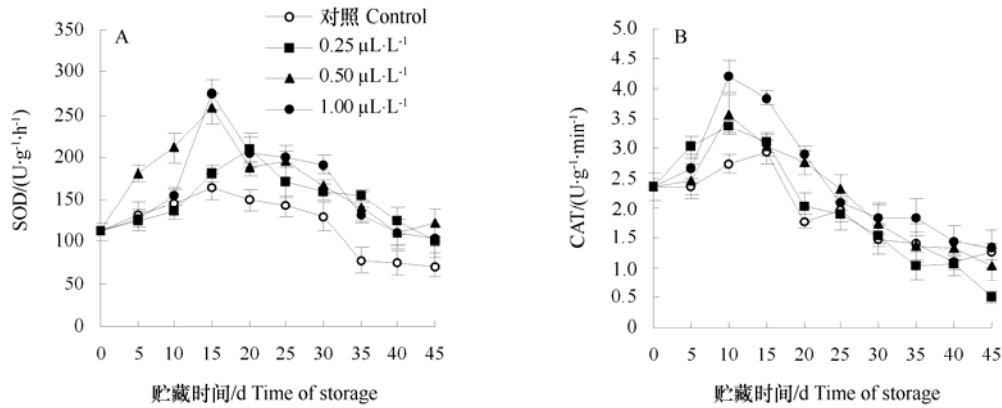 A
对照 Control
0.25 µL·L⁻¹
0.50 µL·L⁻¹
1.00 µL·L⁻¹
SOD/(U·g⁻¹·h⁻¹)
350
300
250
200
150
100
50
0
0 5 10 15 20 25 30 35 40 45
贮藏时间/d Time of storage
B
CAT/(U·g⁻¹·min⁻¹)
5.0
4.5
4.0
3.5
3.0
2.5
2.0
1.5
1.0
0.5
0
0 5 10 15 20 25 30 35 40 45
贮藏时间/d Time of storage